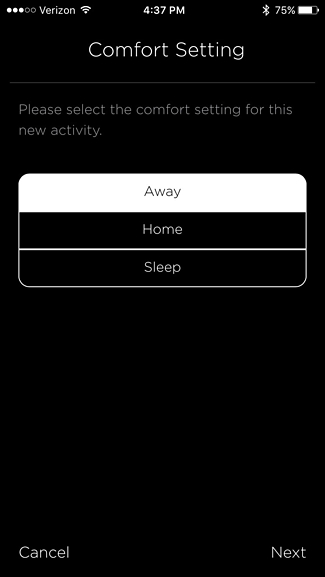 Verizon 4:37 PM 75%
Comfort Setting
Please select the comfort setting for this
new activity.
Away
Home
Sleep
Cancel Next